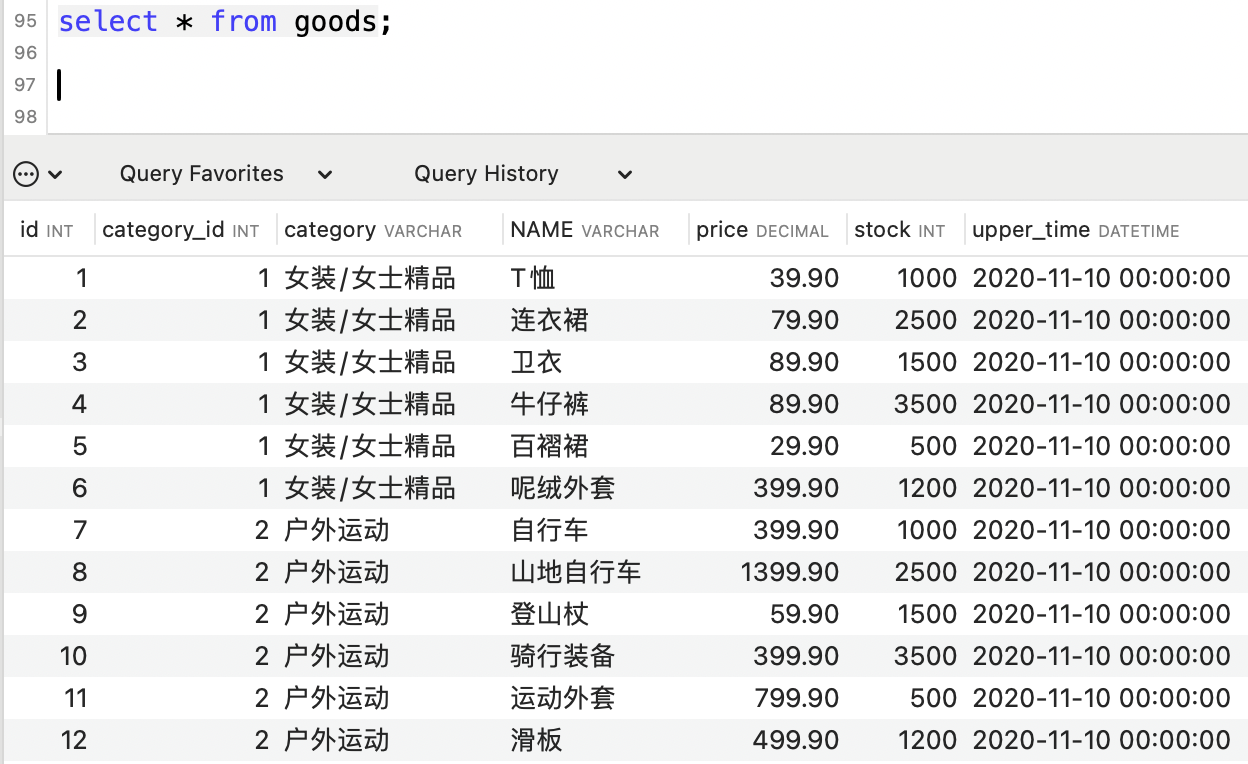 95 select * from goods;
96
97
98
Query Favorites Query History
id INT category_id INT category VARCHAR NAME VARCHAR price DECIMAL stock INT upper_time DATETIME
1 1 女装/女士精品 T恤 39.90 1000 2020-11-10 00:00:00
2 1 女装/女士精品 连衣裙 79.90 2500 2020-11-10 00:00:00
3 1 女装/女士精品 卫衣 89.90 1500 2020-11-10 00:00:00
4 1 女装/女士精品 牛仔裤 89.90 3500 2020-11-10 00:00:00
5 1 女装/女士精品 百褶裙 29.90 500 2020-11-10 00:00:00
6 1 女装/女士精品 呢绒外套 399.90 1200 2020-11-10 00:00:00
7 2 户外运动 自行车 399.90 1000 2020-11-10 00:00:00
8 2 户外运动 山地自行车 1399.90 2500 2020-11-10 00:00:00
9 2 户外运动 登山杖 59.90 1500 2020-11-10 00:00:00
10 2 户外运动 骑行装备 399.90 3500 2020-11-10 00:00:00
11 2 户外运动 运动外套 799.90 500 2020-11-10 00:00:00
12 2 户外运动 滑板 499.90 1200 2020-11-10 00:00:00